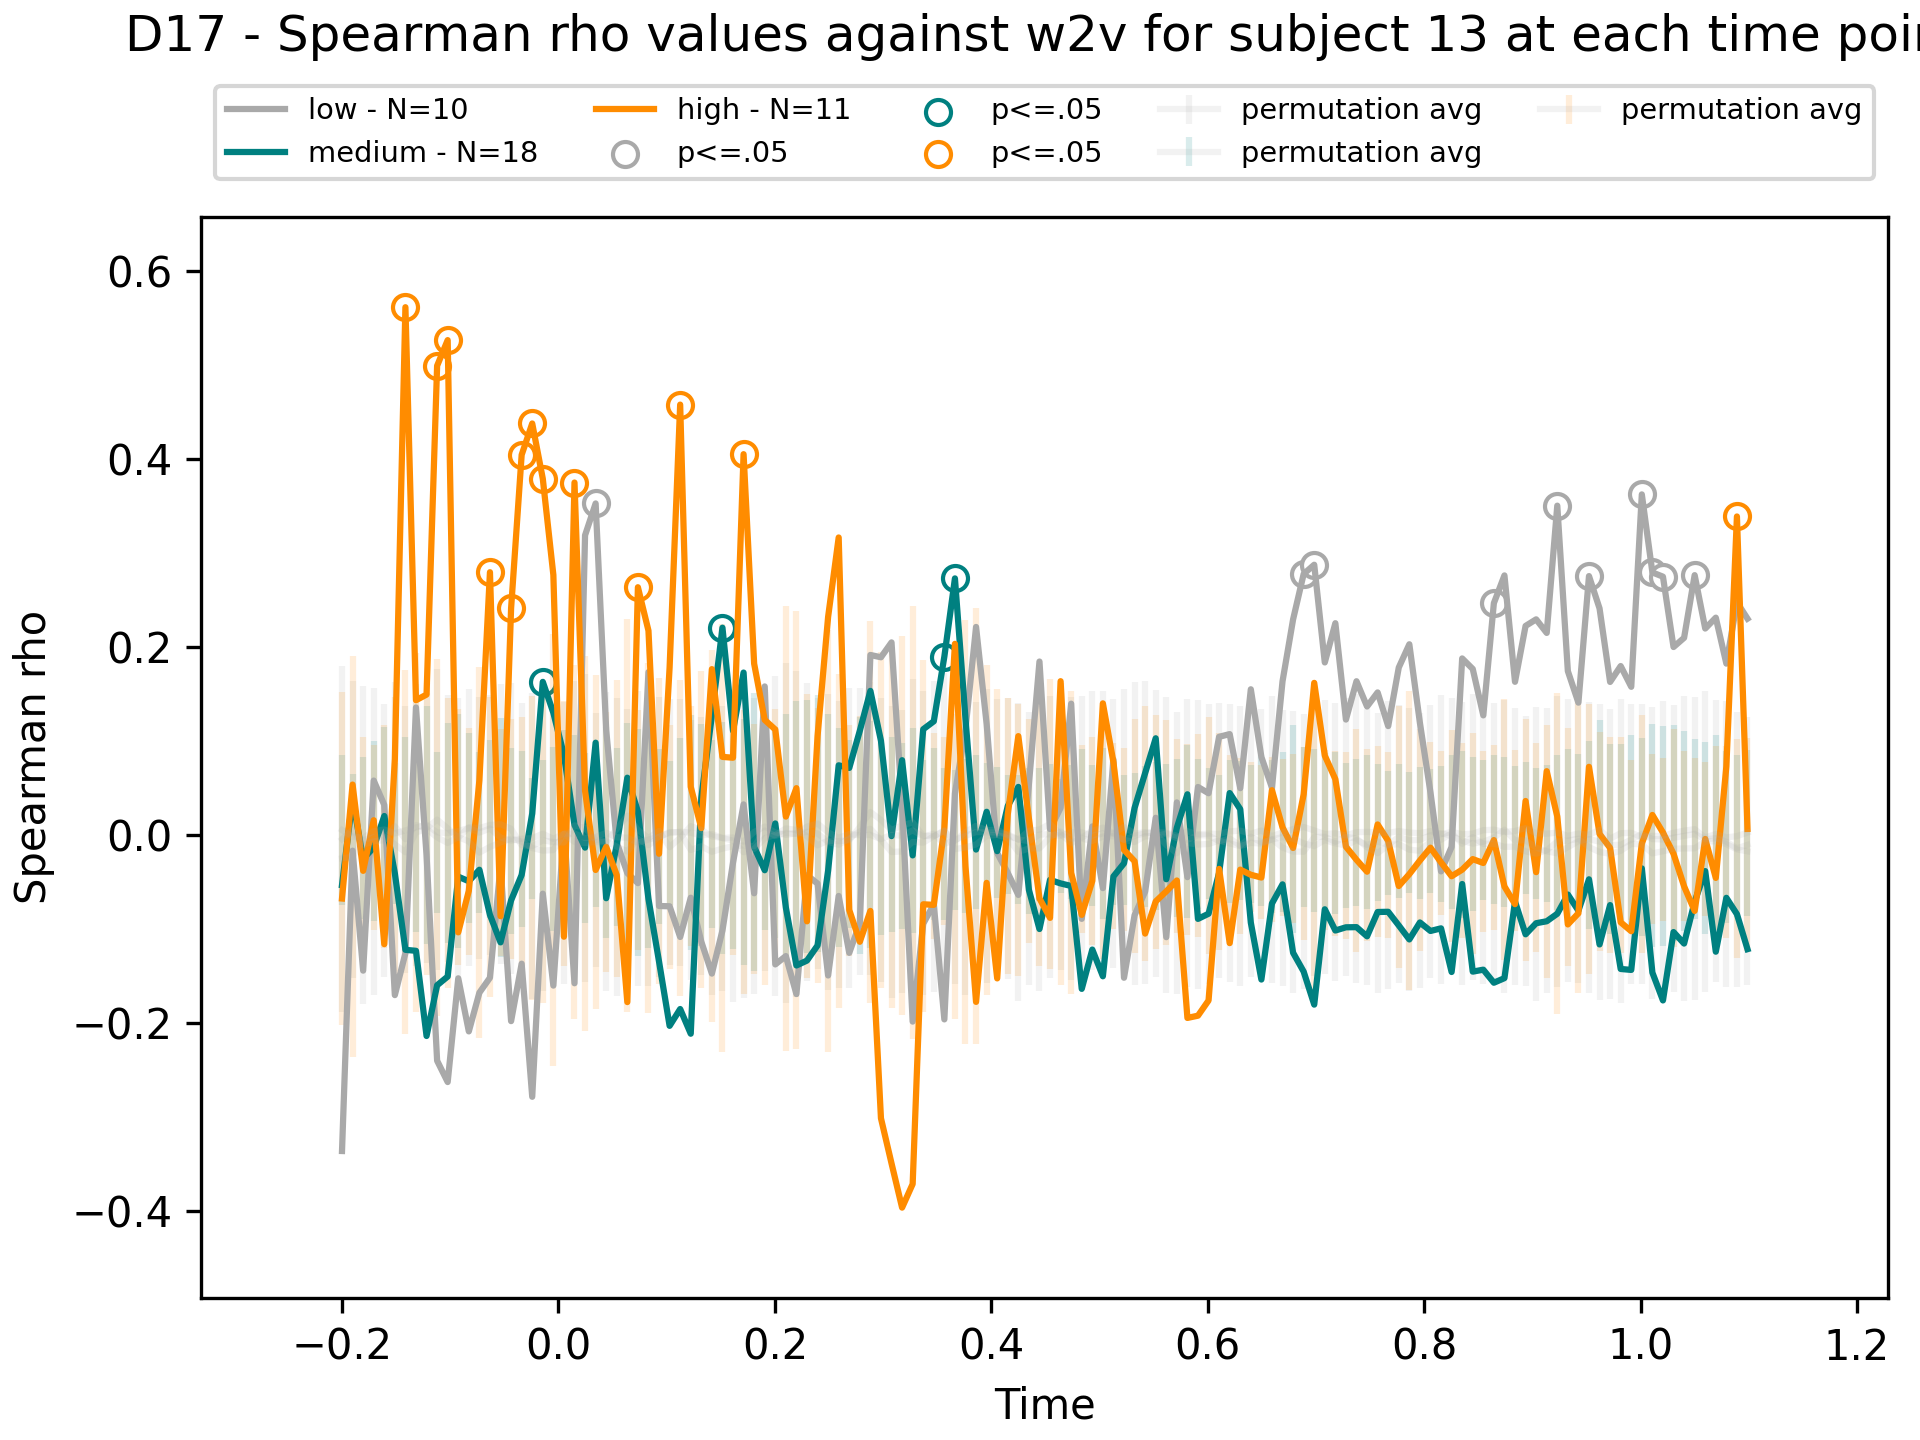 D17 - Spearman rho values against w2v for subject 13 at each time poi
low - N=10
medium - N=18
high - N=11
p<=.05
p<=.05
p<=.05
permutation avg
permutation avg
permutation avg
Spearman rho
0.6
0.4
0.2
0.0
−0.2
−0.4
−0.2 0.0 0.2 0.4 0.6 0.8 1.0 1.2
Time